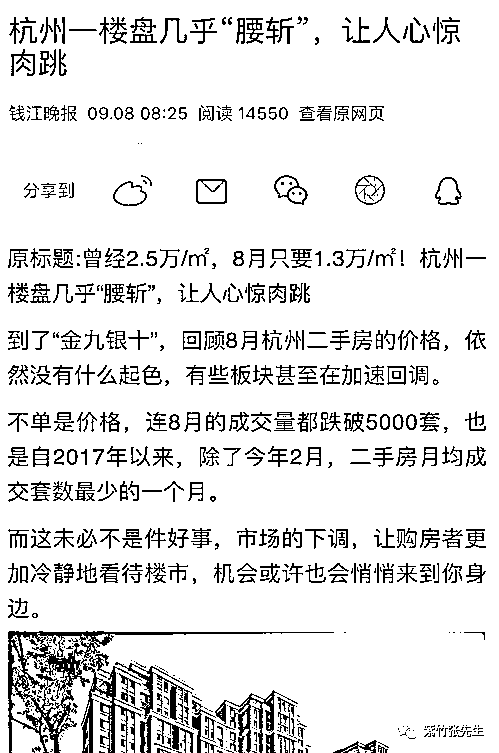 杭州一楼盘几乎“腰斩”，让人心惊
肉跳
钱江晚报 09.08 08:25 阅读 14550 查看原网页
分享到
原标题:曾经2.5万/㎡，8月只要1.3万/㎡！杭州一
楼盘几乎“腰斩”，让人心惊肉跳
到了“金九银十”，回顾8月杭州二手房的价格，依
然没有什么起色，有些板块甚至在加速回调。
不单是价格，连8月的成交量都跌破5000套，也
是自2017年以来，除了今年2月，二手房月均成
交套数最少的一个月。
而这未必不是件好事，市场的下调，让购房者更
加冷静地看待楼市，机会或许也会悄悄来到你身
边。
紫竹张先生